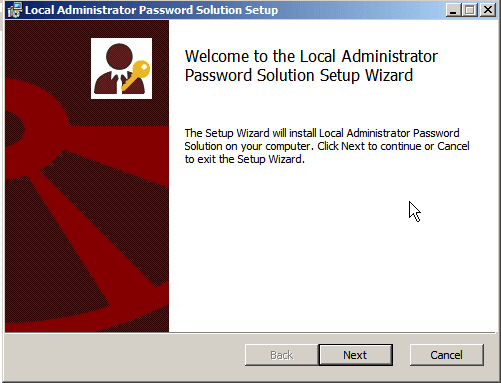 Local Administrator Password Solution Setup
Welcome to the Local Administrator
Password Solution Setup Wizard
The Setup Wizard will install Local Administrator Password
Solution on your computer. Click Next to continue or Cancel
to exit the Setup Wizard.
Back
Next
Cancel